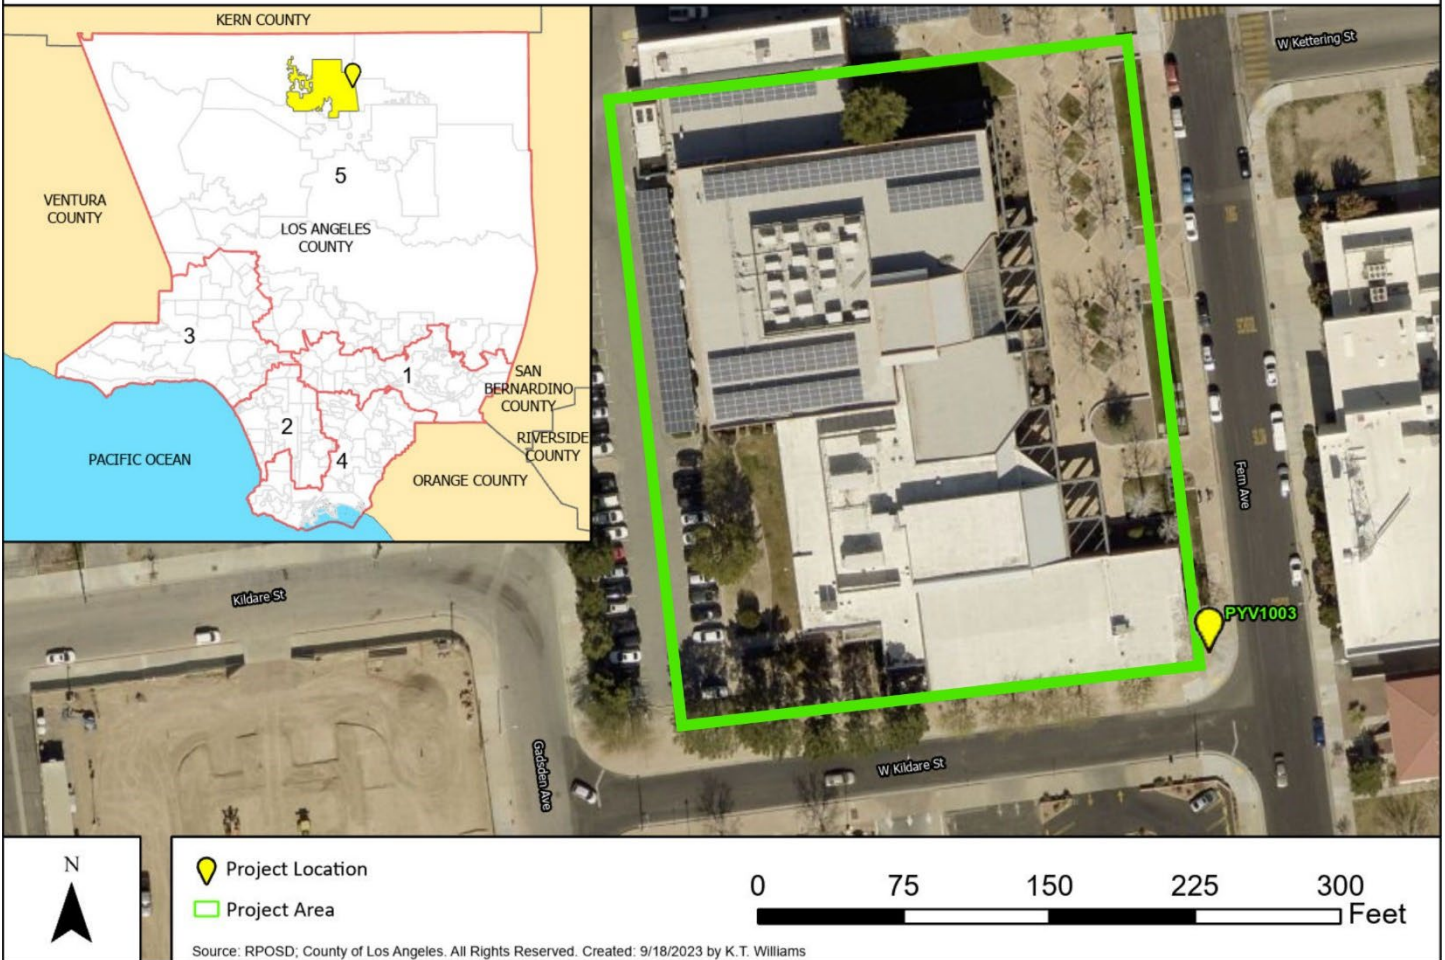 KERN COUNTY
W Kettering St
5
VENTURA
COUNTY
LOS ANGELES
COUNTY
3
1
SAN
BERNARDINO
COUNTY
2
RIVERSIDE
COUNTY
4
PACIFIC OCEAN
ORANGE COUNTY
Fern Ave
Kildare St
PYV1003
Gadsden Ave
W Kildare St
N
Project Location
Project Area
0 75 150 225 300
Feet
Source: RPOSD; County of Los Angeles. All Rights Reserved. Created: 9/18/2023 by K.T. Williams